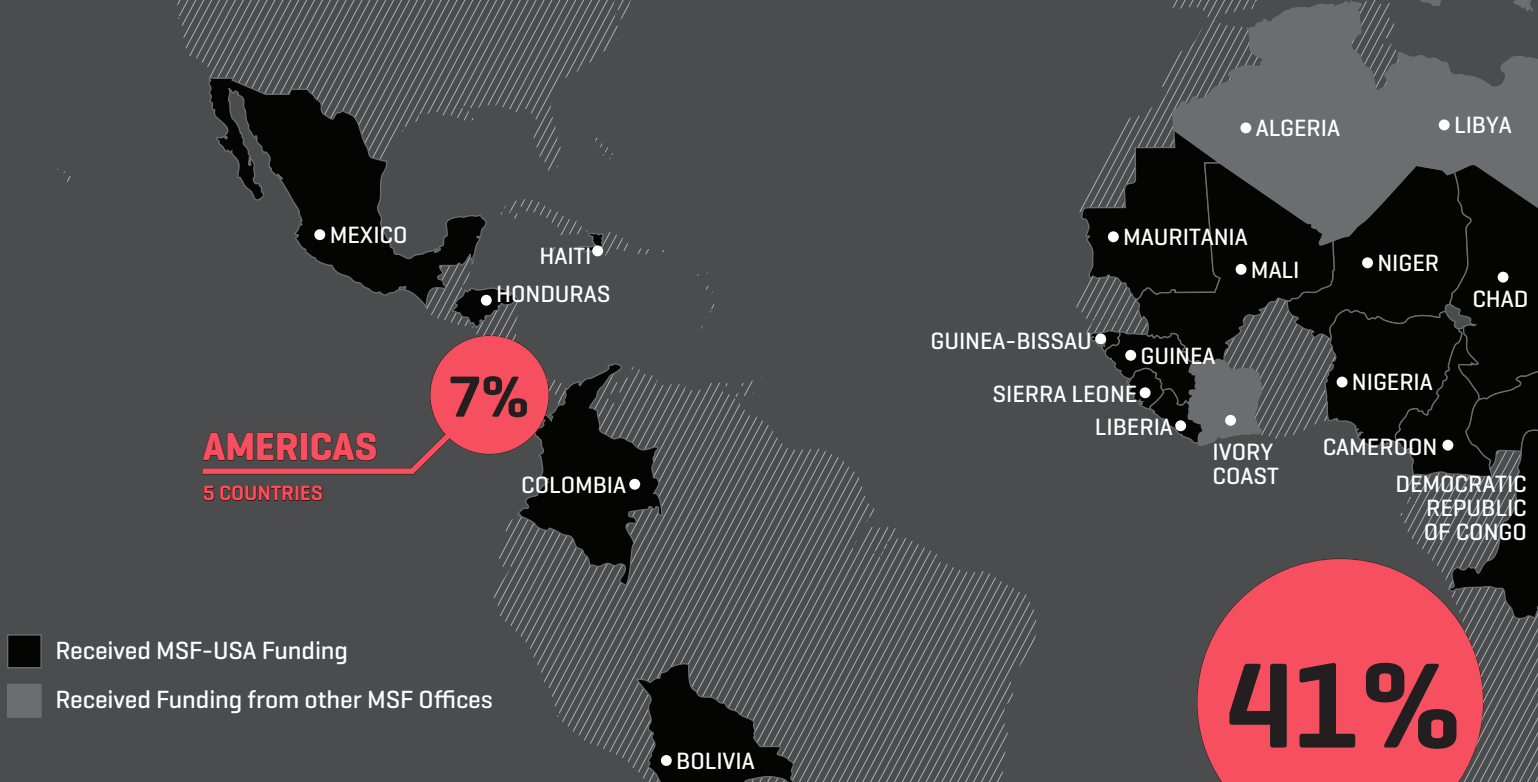 ALGERIA
LIBYA
MEXICO
HAITI
HONDURAS
MAURITANIA
MALI
NIGER
CHAD
GUINEA-BISSAU
GUINEA
SIERRA LEONE
LIBERIA
IVORY
COAST
NIGERIA
CAMEROON
DEMOCRATIC
REPUBLIC
OF CONGO
7%
AMERICAS
5 COUNTRIES
COLOMBIA
BOLIVIA
41%
Received MSF-USA Funding
Received Funding from other MSF Offices